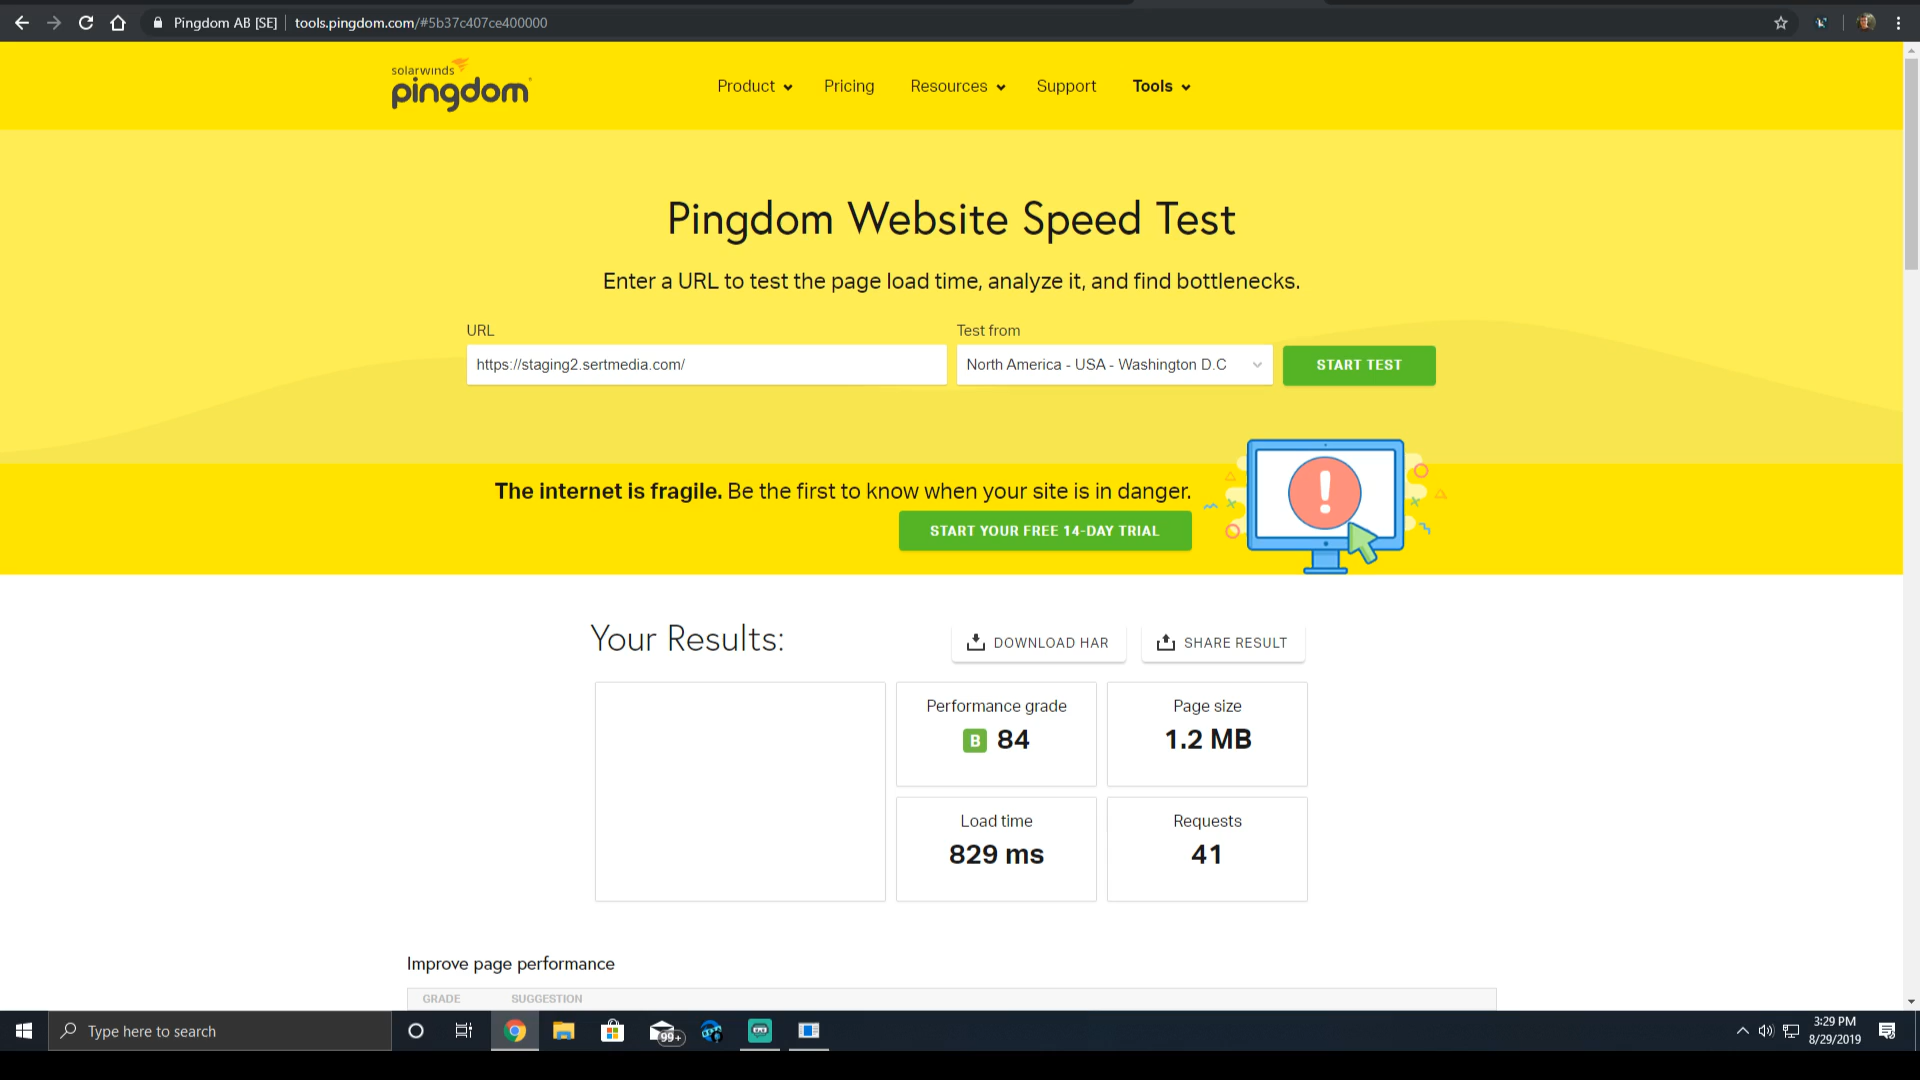 Pingdom AB [SE] tools.pingdom.com/#5b37c407ce400000
solarwinds
pingdom
Product Pricing Resources Support Tools
Pingdom Website Speed Test
Enter a URL to test the page load time, analyze it, and find bottlenecks.
URL Test from
https://staging2.sertmedia.com/ North America - USA - Washington D.C START TEST
The internet is fragile. Be the first to know when your site is in danger.
START YOUR FREE 14-DAY TRIAL
Your Results: DOWNLOAD HAR SHARE RESULT
Performance grade Page size
B 84 1.2 MB
Load time Requests
829 ms 41
Improve page performance
GRADE SUGGESTION
Type here to search 99+ 3:29 PM
8/29/2019